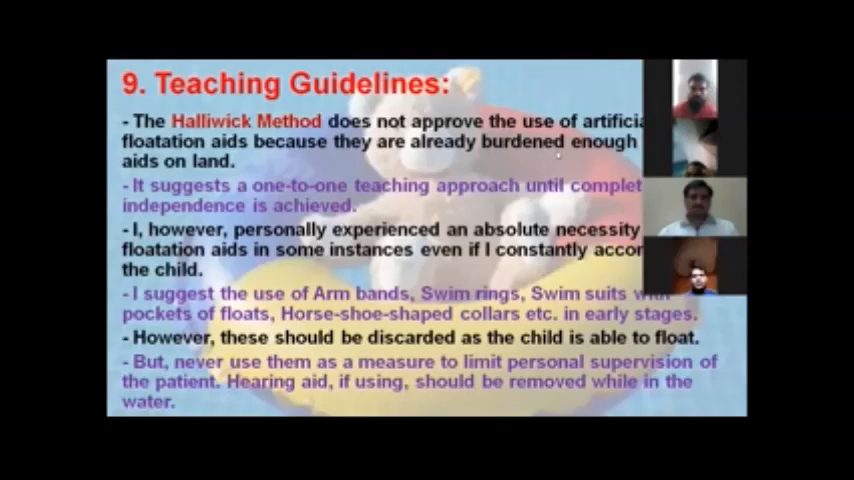 9. Teaching Guidelines:
- The Halliwick Method does not approve the use of artificia
floatation aids because they are already burdened enough
aids on land.
- It suggests a one-to-one teaching approach until complet
independence is achieved.
- I, however, personally experienced an absolute necessity
floatation aids in some instances even if I constantly accor
the child.
- I suggest the use of Arm bands, Swim rings, Swim suits with
pockets of floats, Horse-shoe-shaped collars etc. in early stages.
- However, these should be discarded as the child is able to float.
- But, never use them as a measure to limit personal supervision of
the patient. Hearing aid, if using, should be removed while in the
water.